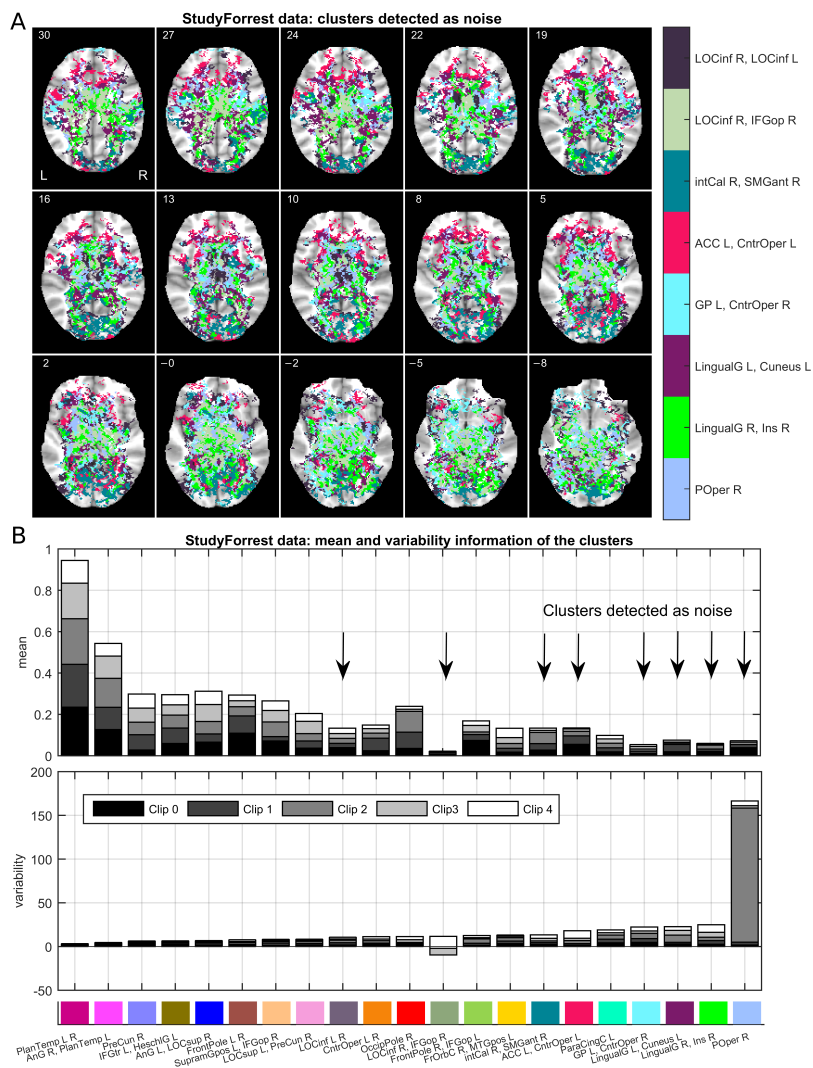 A
StudyForrest data: clusters detected as noise
30
27
24
22
19
L
R
16
13
10
8
5
2
−0
−2
−5
−8
LOCinf R, LOCinf L
LOCinf R, IFGop R
intCal R, SMGant R
ACC L, CntrOper L
GP L, CntrOper R
LingualG L, Cuneus L
LingualG R, Ins R
POper R
B
StudyForrest data: mean and variability information of the clusters
1
0.8
0.6
0.4
0.2
0
mean
Clusters detected as noise
200
150
100
50
0
-50
variability
Clip 0
Clip 1
Clip 2
Clip3
Clip 4
PlanTemp L R
AnG R, PlanTemp L
PreCun R
IFGtr L, HeschlG L
AnG L, LOCsup R
FrontPole L R
SupramGpos L, IFGop R
LOCsup L, PreCun R
LOCinf L R
CntrOper L R
OccipPole R
LOCinf R, IFGop R
FrontPole R, IFGop L
FrOrbC R, MTGpos L
intCal R, SMGant R
ACC L, CntrOper L
ParaCingC L
GP L, CntrOper R
LingualG L, Cuneus L
LingualG R, Ins R
POper R